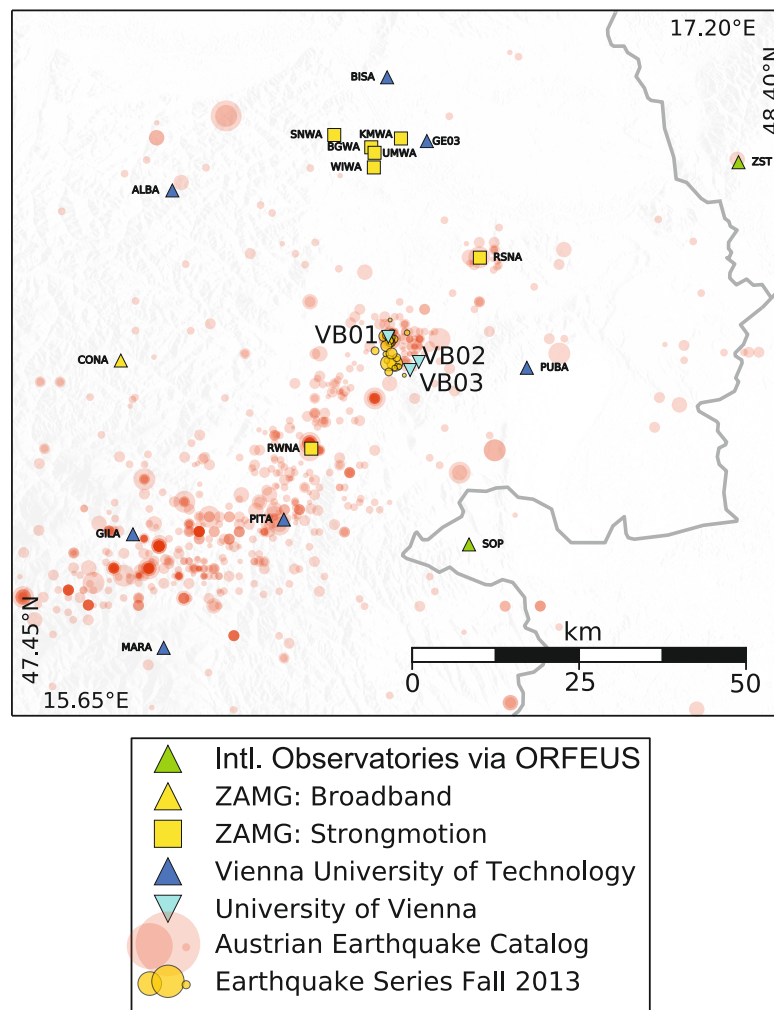 17.20°E
48.40°N
BISA
SNWA
KMWA
GE03
BGWA
UMWA
WIWA
ZST
ALBA
RSNA
VB01
VB02
CONA
PUBA
VB03
RWNA
PITA
GILA
SOP
MARA
47.45°N
15.65°E
km
0 25 50
Intl. Observatories via ORFEUS
ZAMG: Broadband
ZAMG: Strongmotion
Vienna University of Technology
University of Vienna
Austrian Earthquake Catalog
Earthquake Series Fall 2013